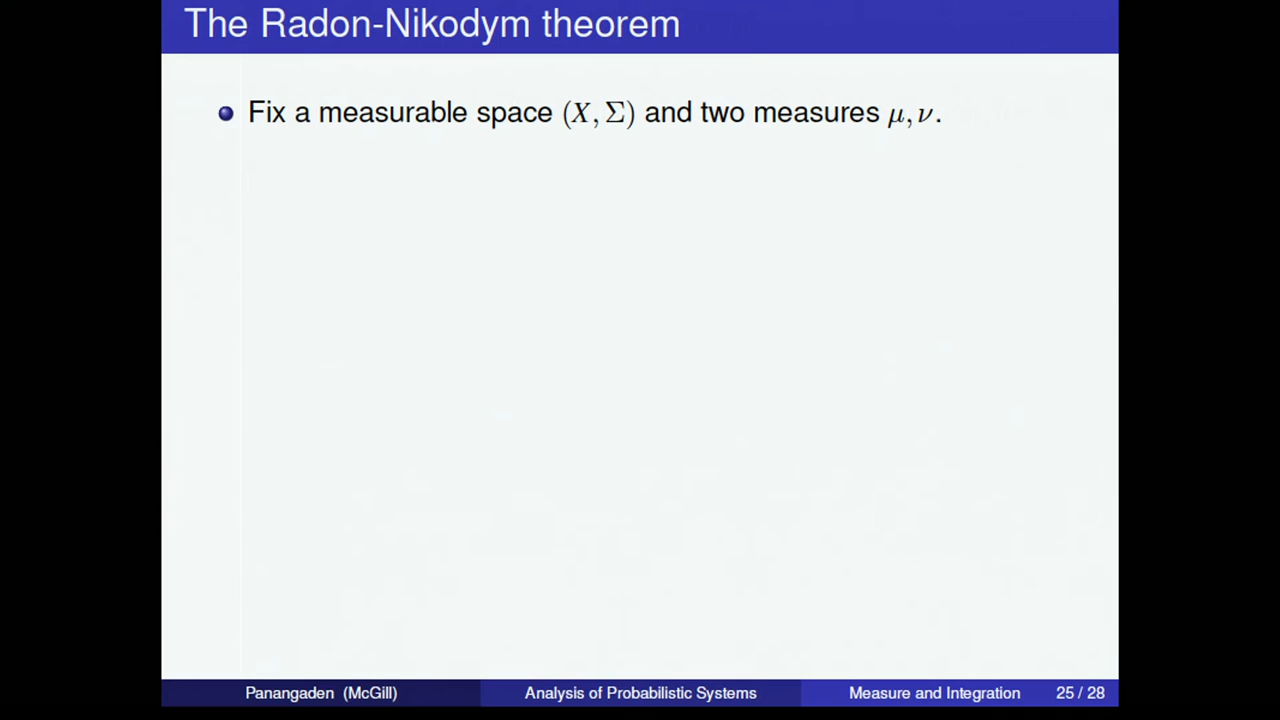 The Radon-Nikodym theorem
Fix a measurable space (X, Σ) and two measures μ, ν.
Panangaden (McGill) Analysis of Probabilistic Systems Measure and Integration 25 / 28